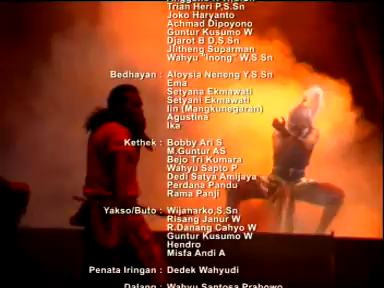 Trian Heri P,S.Sn
Joko Haryanto
Achmad Dipoyono
Guntur Kusumo W
Djarot B D,S.Sn
Jlitheng Suparman
Wahyu "Inong" W.S.Sn
Bedhayan : Aloysia Neneng Y.S.Sn
Ema
Setyana Ekmawati
Setyani Ekmawati
Iin (Mangkunegaran)
Agustina
Ika
Kethek : Bobby Ari S
M.Guntur AS
Bejo Tri Kumara
Wahyu Sapto P
Dedi Satya Amijaya
Perdana Pandu
Rama Panji
Yakso/Buto : Wijanarko,S.Sn
Risang Janur W
R.Danang Cahyo W
Guntur Kusumo W
Hendro
Misfa Andi A
Penata Iringan : Dedek Wahyudi
Dalang : Wahyu Santosa Prabowo